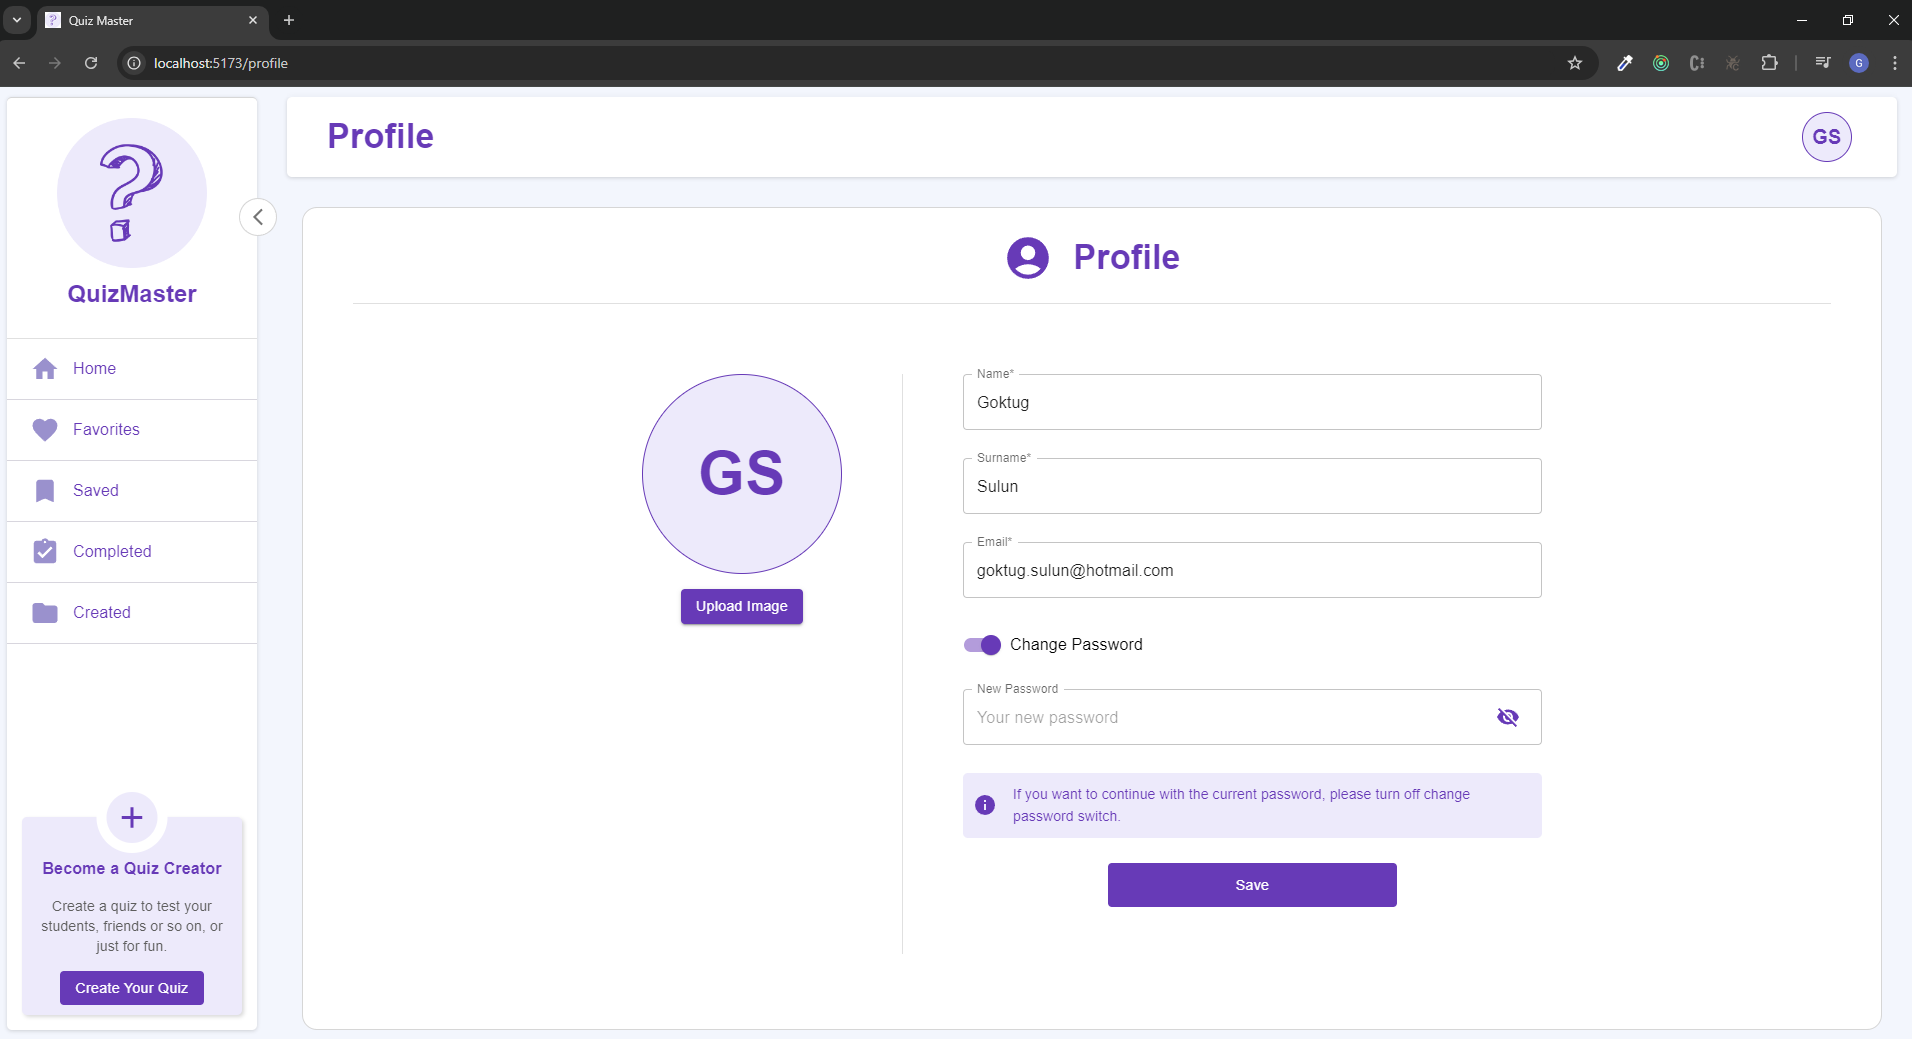 Quiz Master
localhost:5173/profile
G
QuizMaster
Home
Favorites
Saved
Completed
Created
Become a Quiz Creator
Create a quiz to test your
students, friends or so on, or
just for fun.
Create Your Quiz
Profile
GS
Profile
GS
Upload Image
Name*
Goktug
Surname*
Sulun
Email*
goktug.sulun@hotmail.com
Change Password
New Password
Your new password
If you want to continue with the current password, please turn off change
password switch.
Save